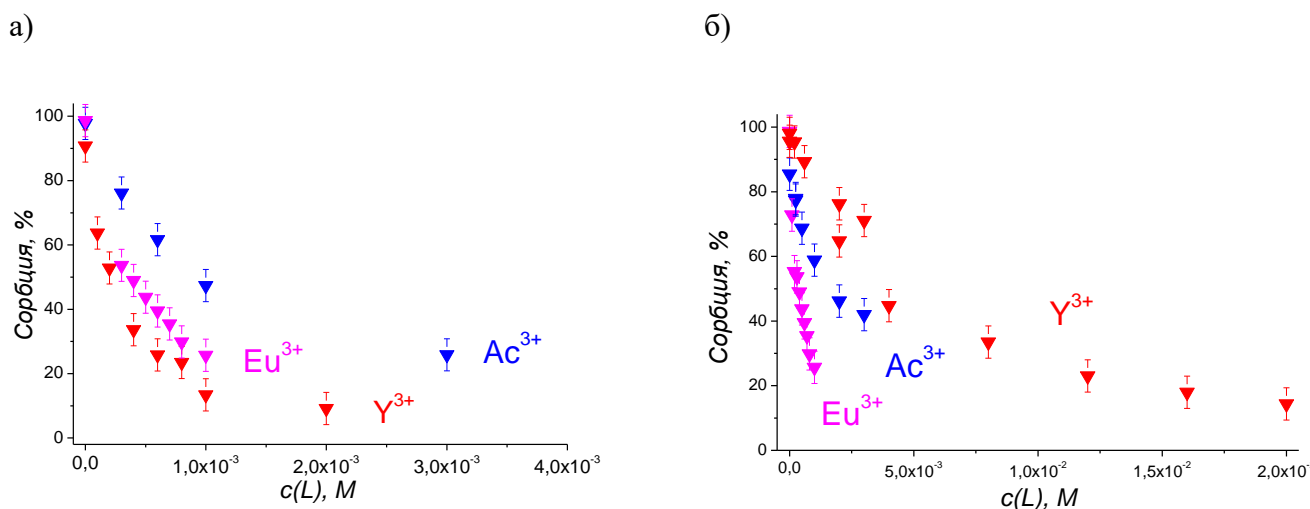 а)
б)
Сорбция, %
100
80
60
40
20
0
Eu³⁺
Ac³⁺
Y³⁺
0,0
1,0x10⁻³
2,0x10⁻³
3,0x10⁻³
4,0x10⁻³
c(L), M
Сорбция, %
100
80
60
40
20
0
Y³⁺
Ac³⁺
Eu³⁺
0,0
5,0x10⁻³
1,0x10⁻²
1,5x10⁻²
2,0x10⁻
c(L), M